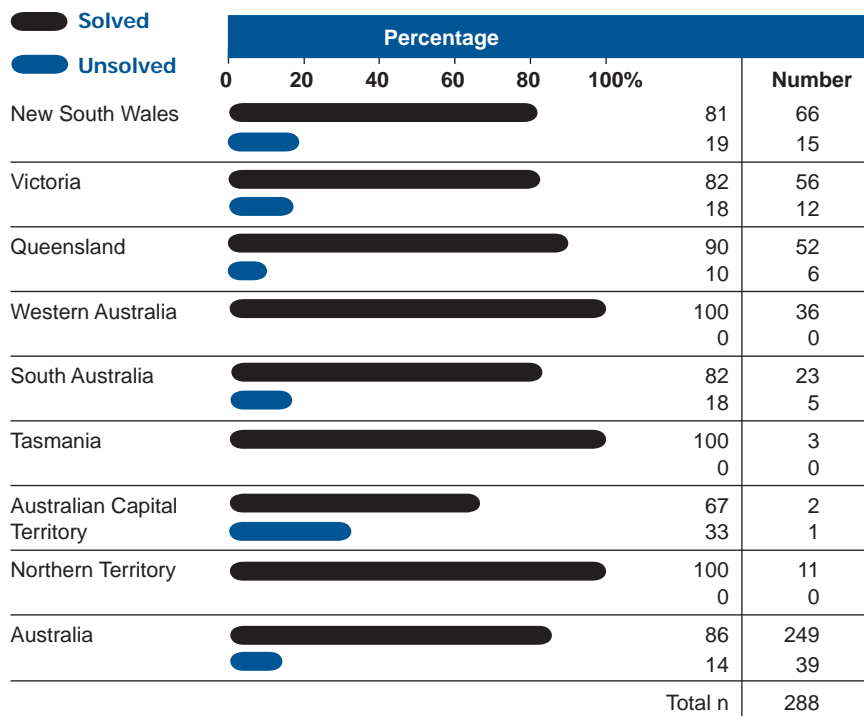 Solved
Unsolved
Percentage
0 20 40 60 80 100%
Number
New South Wales 81 66
19 15
Victoria 82 56
18 12
Queensland 90 52
10 6
Western Australia 100 36
0 0
South Australia 82 23
18 5
Tasmania 100 3
0 0
Australian Capital 67 2
Territory 33 1
Northern Territory 100 11
0 0
Australia 86 249
14 39
Total n 288